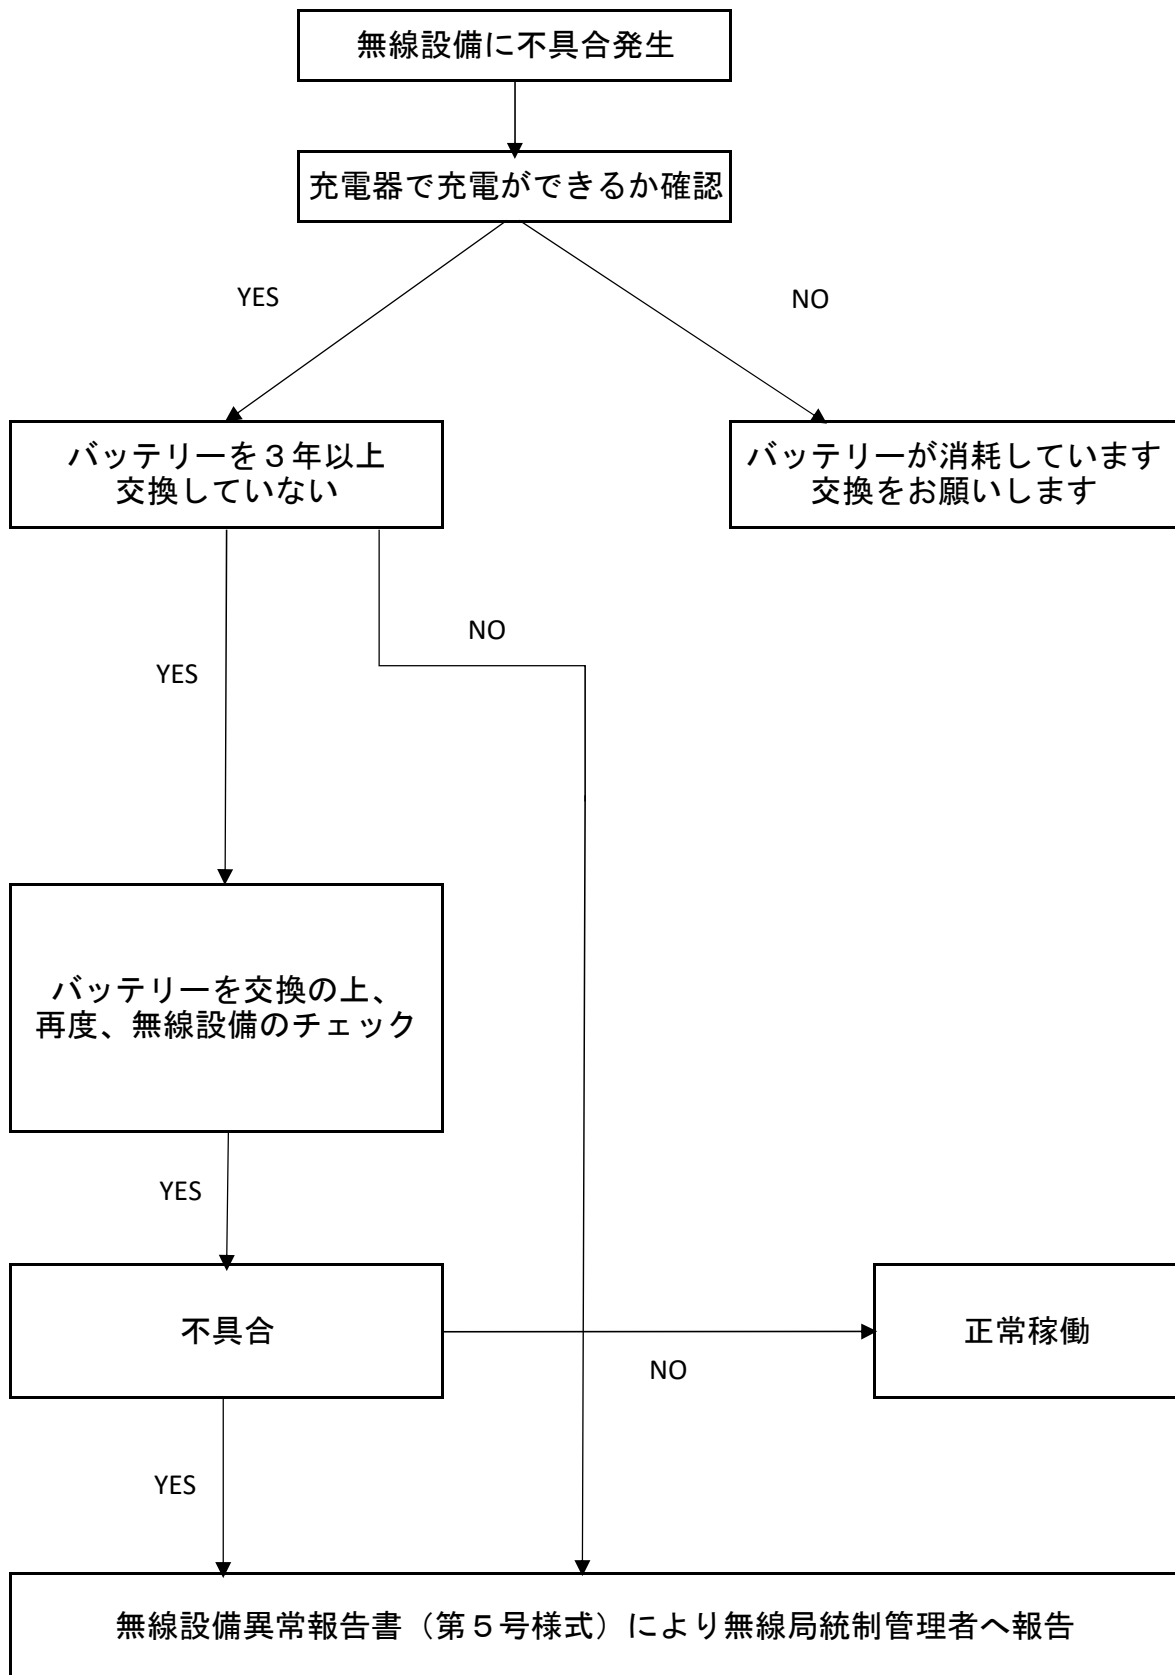 無線設備に不具合発生
充電器で充電ができるか確認
YES
NO
バッテリーを３年以上
交換していない
バッテリーが消耗しています
交換をお願いします
NO
YES
バッテリーを交換の上、
再度、無線設備のチェック
YES
不具合
正常稼働
NO
YES
無線設備異常報告書（第５号様式）により無線局統制管理者へ報告